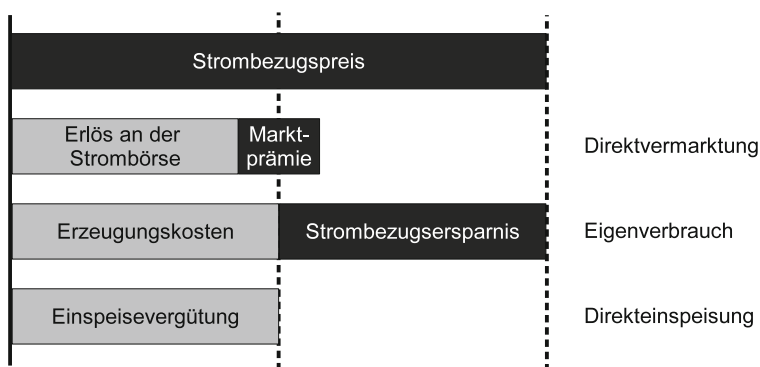 Strombezugspreis
Erlös an der
Strombörse
Markt-
prämie
Direktvermarktung
Erzeugungskosten
Strombezugsersparnis
Eigenverbrauch
Einspeisevergütung
Direkteinspeisung